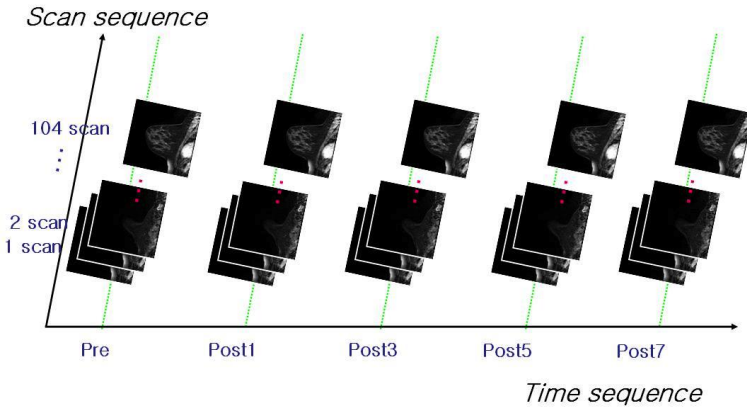 Scan sequence
104 scan
2 scan
1 scan
Pre Post1 Post3 Post5 Post7
Time sequence